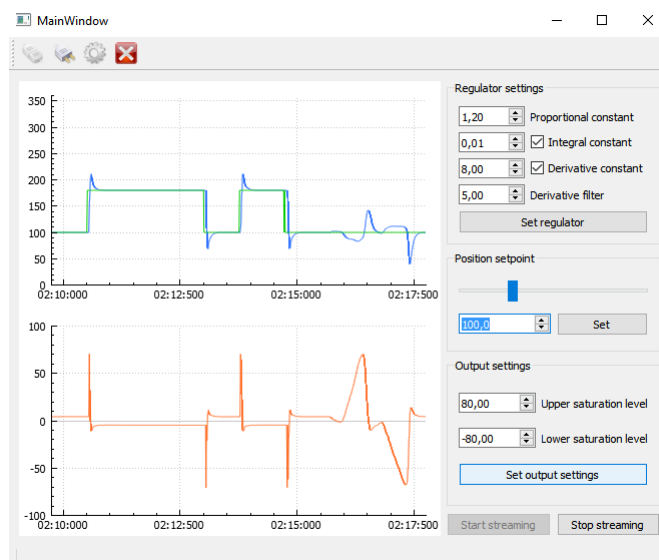 MainWindow
Regulator settings
1,20 Proportional constant
0,01 Integral constant
8,00 Derivative constant
5,00 Derivative filter
Set regulator
Position setpoint
100,0 Set
Output settings
80,00 Upper saturation level
-80,00 Lower saturation level
Set output settings
Start streaming Stop streaming
350
300
250
200
150
100
50
0
02:10:000 02:12:500 02:15:000 02:17:500
100
50
0
-50
-100
02:10:000 02:12:500 02:15:000 02:17:500